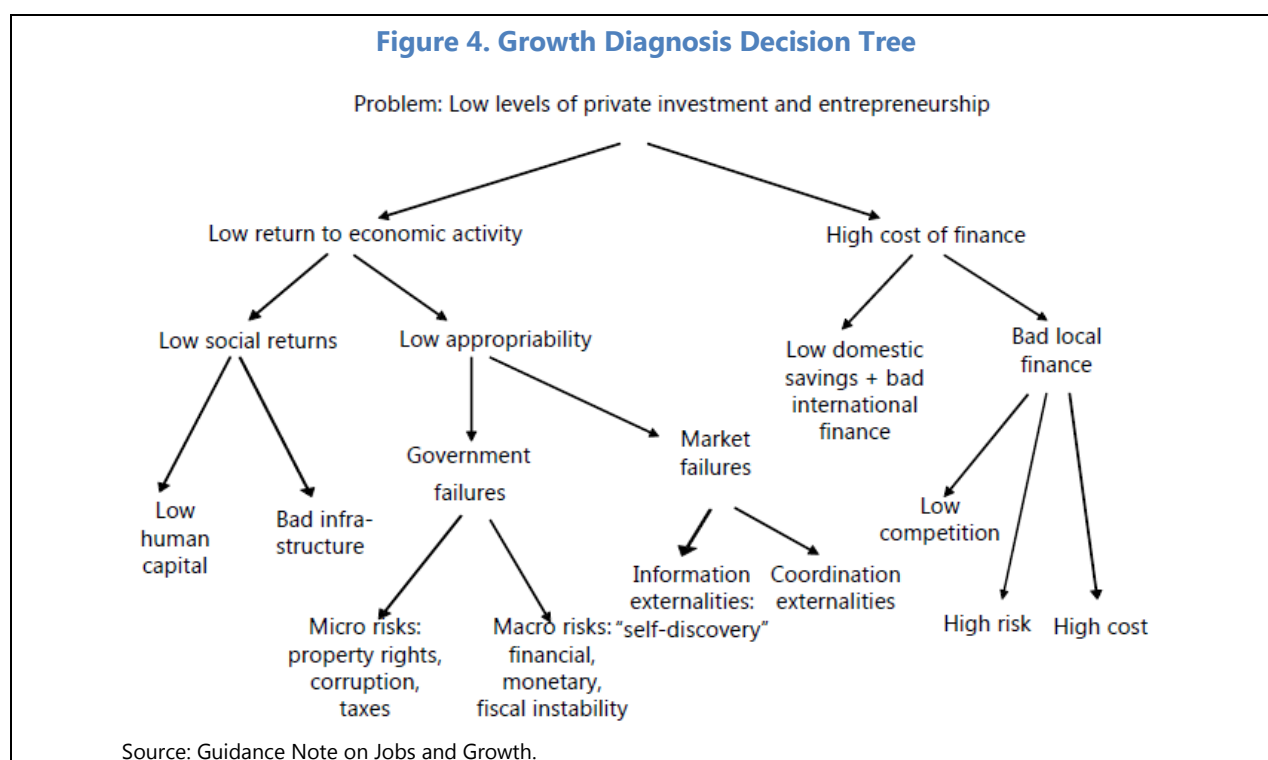 Figure 4. Growth Diagnosis Decision Tree
Problem: Low levels of private investment and entrepreneurship
Low return to economic activity
High cost of finance
Low social returns
Low appropriability
Low domestic
savings + bad
international
finance
Bad local
finance
Government
failures
Market
failures
Low
human
capital
Bad infra-
structure
Low
competition
Information
externalities:
"self-discovery"
Coordination
externalities
High risk
High cost
Micro risks:
property rights,
corruption,
taxes
Macro risks:
financial,
monetary,
fiscal instability
Source: Guidance Note on Jobs and Growth.